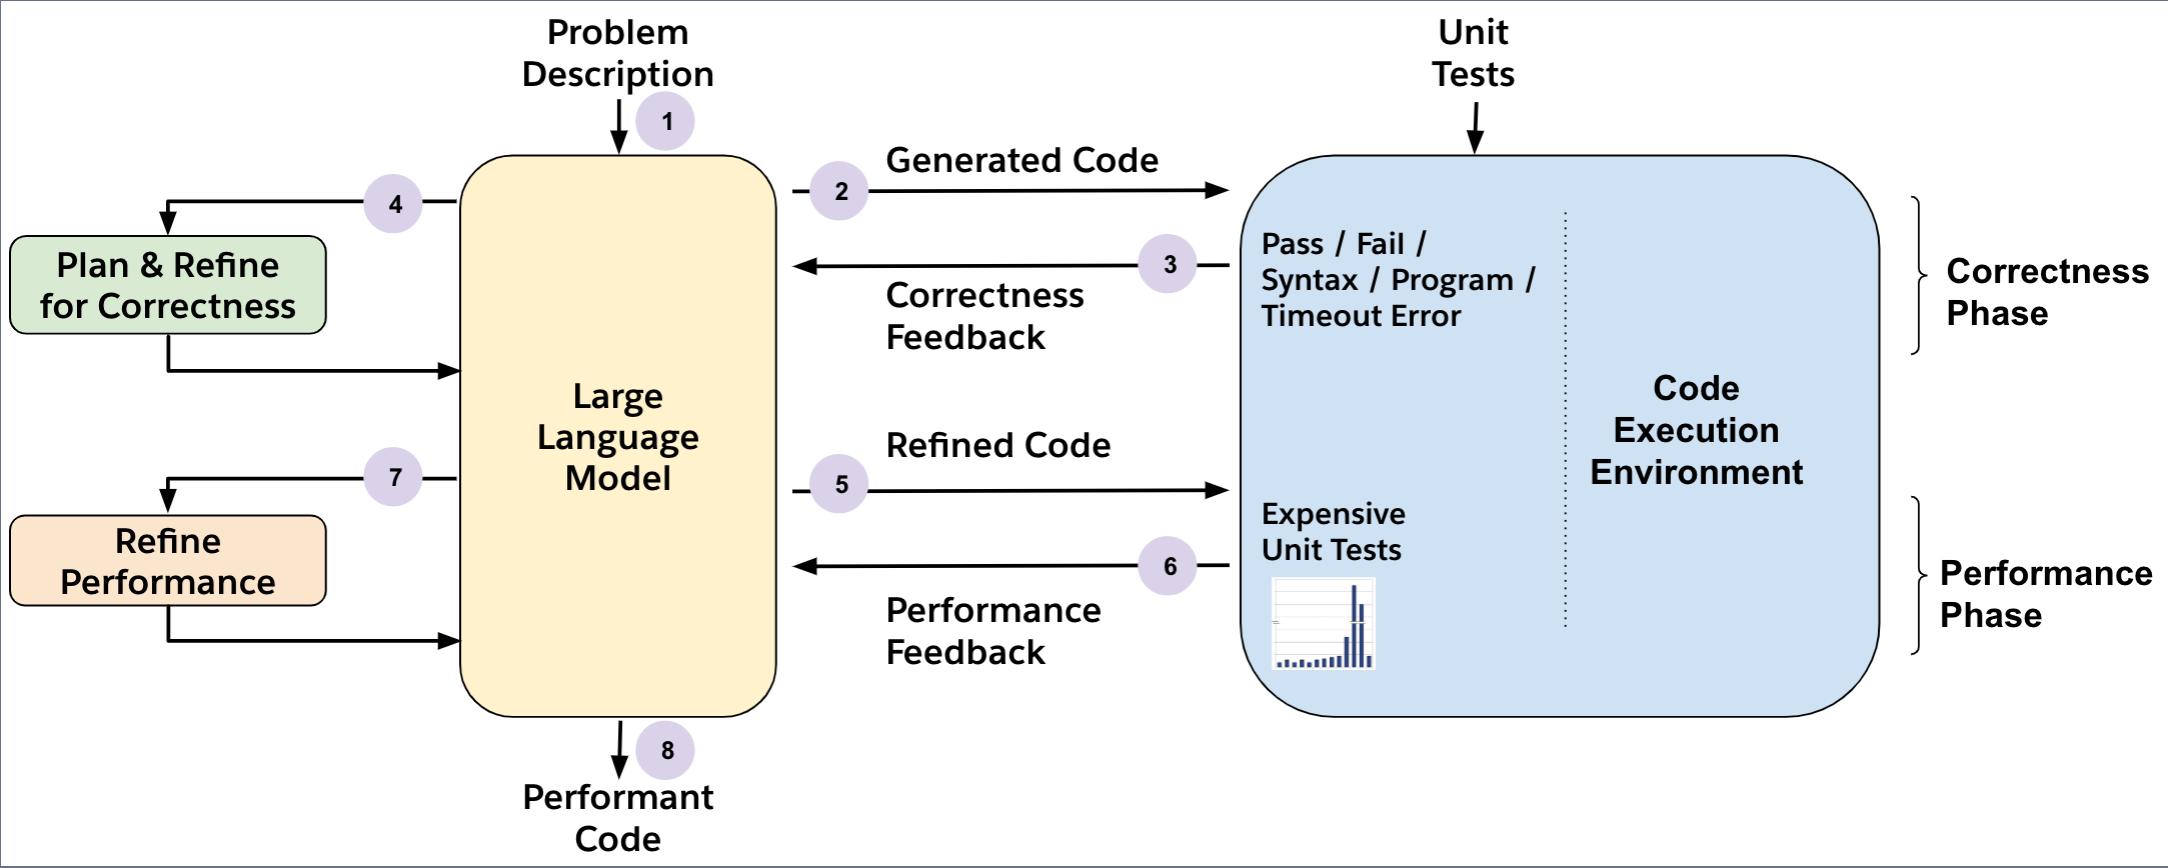 Problem
Description
1
Unit
Tests
Generated Code
2
4
Pass / Fail /
Syntax / Program /
Timeout Error
3
Correctness
Feedback
Plan & Refine
for Correctness
Correctness
Phase
Large
Language
Model
Code
Execution
Environment
Refined Code
5
7
Expensive
Unit Tests
6
Performance
Feedback
Refine
Performance
Performance
Phase
8
Performant
Code